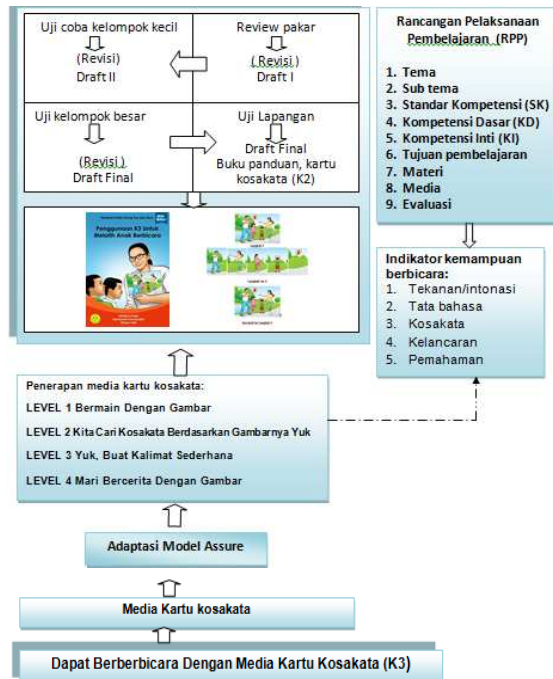 Uji coba kelompok kecil
(Revisi)
Draft II
Review pakar
( Revisi )
Draft I
Uji kelompok besar
(Revisi )
Draft Final
Uji Lapangan
Draft Final
Buku panduan, kartu
kosakata (K2)
Penggunaan K3 Untuk
Melatih Anak Berbicara
Rancangan Pelaksanaan
Pembelajaran (RPP)
1. Tema
2. Sub tema
3. Standar Kompetensi (SK)
4. Kompetensi Dasar (KD)
5. Kompetensi Inti (KI)
6. Tujuan pembelajaran
7. Materi
8. Media
9. Evaluasi
Indikator kemampuan
berbicara:
1. Tekanan/intonasi
2. Tata bahasa
3. Kosakata
4. Kelancaran
5. Pemahaman
Penerapan media kartu kosakata:
LEVEL 1 Bermain Dengan Gambar
LEVEL 2 Kita Cari Kosakata Berdasarkan Gambarnya Yuk
LEVEL 3 Yuk, Buat Kalimat Sederhana
LEVEL 4 Mari Bercerita Dengan Gambar
Adaptasi Model Assure
Media Kartu kosakata
Dapat Berberbicara Dengan Media Kartu Kosakata (K3)